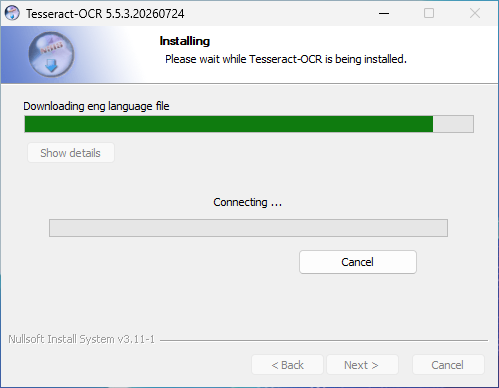 Tesseract-OCR 5.5.3.20260724
Installing
Please wait while Tesseract-OCR is being installed.
Downloading eng language file
Show details
Connecting ...
Cancel
Nullsoft Install System v3.11-1
< Back
Next >
Cancel